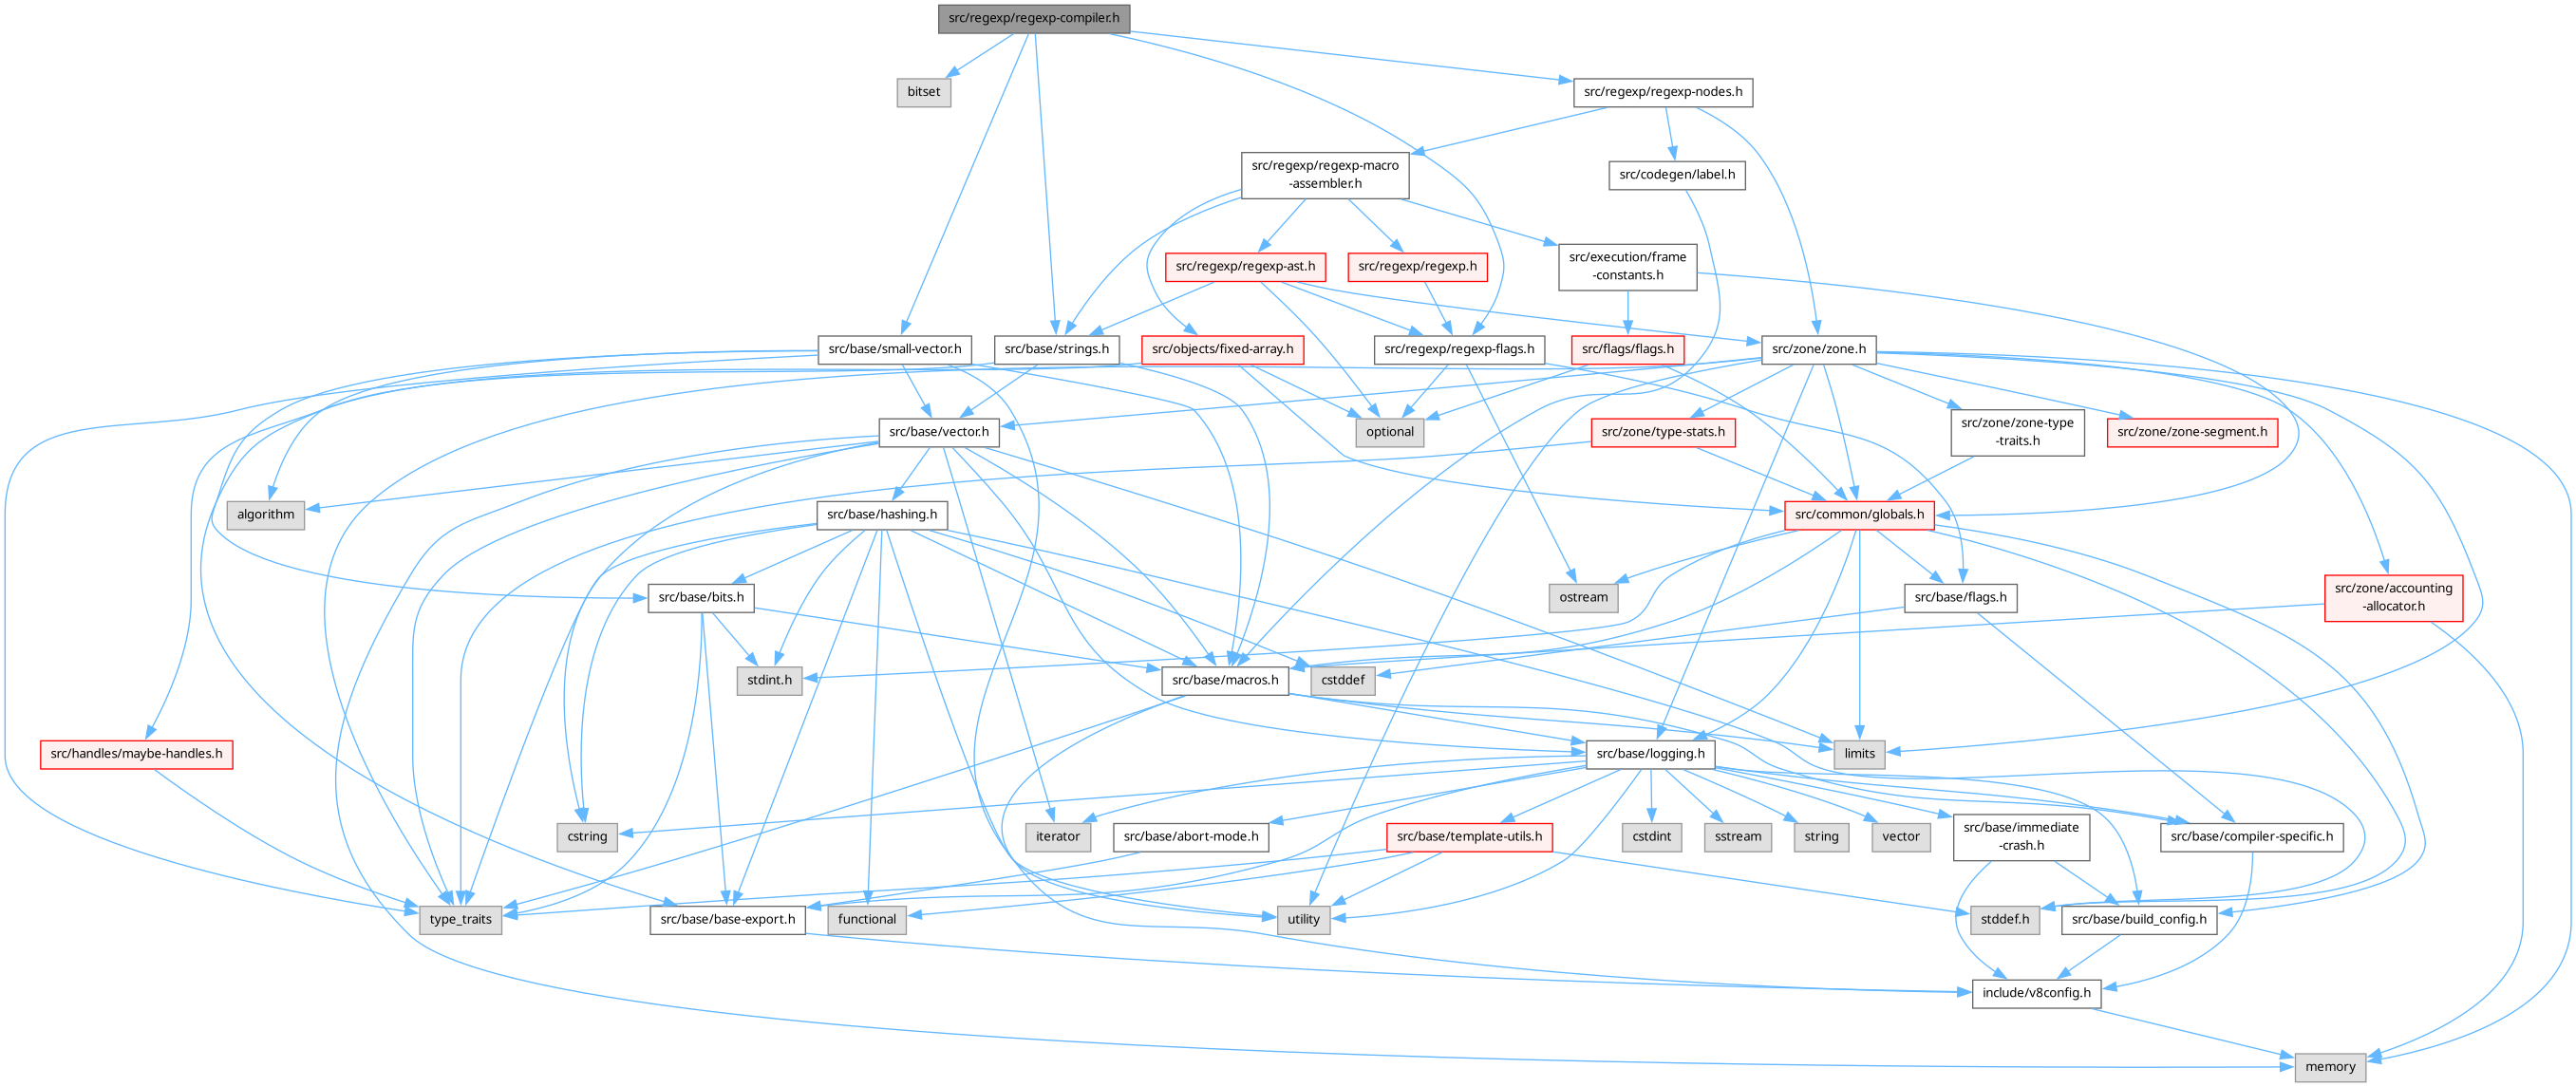 src/regexp/regexp-compiler.h
bitset
src/regexp/regexp-nodes.h
src/regexp/regexp-macro
-assembler.h
src/codegen/label.h
src/regexp/regexp-ast.h
src/regexp/regexp.h
src/execution/frame
-constants.h
src/base/small-vector.h
src/base/strings.h
src/objects/fixed-array.h
src/regexp/regexp-flags.h
src/flags/flags.h
src/zone/zone.h
src/base/vector.h
optional
src/zone/type-stats.h
src/zone/zone-type
-traits.h
src/zone/zone-segment.h
algorithm
src/base/hashing.h
src/common/globals.h
src/base/bits.h
ostream
src/base/flags.h
src/zone/accounting
-allocator.h
stdint.h
src/base/macros.h
cstddef
src/handles/maybe-handles.h
src/base/logging.h
limits
cstring
iterator
src/base/abort-mode.h
src/base/template-utils.h
cstdint
sstream
string
vector
src/base/immediate
-crash.h
src/base/compiler-specific.h
type_traits
src/base/base-export.h
functional
utility
stddef.h
src/base/build_config.h
include/v8config.h
memory